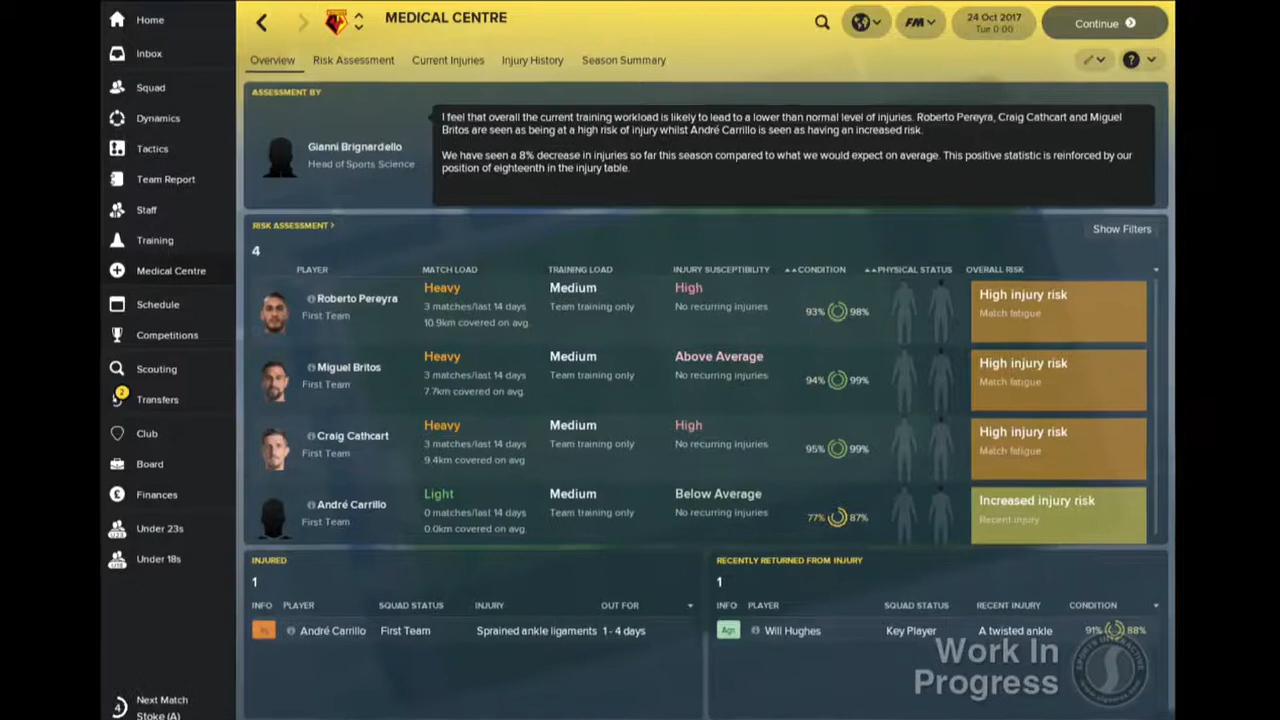 Home
Inbox
Squad
Dynamics
Tactics
Team Report
Staff
Training
Medical Centre
Schedule
Competitions
Scouting
2
Transfers
Club
Board
Finances
Under 23s
Under 18s
4
Next Match
Stoke (A)
MEDICAL CENTRE
FM
24 Oct 2017
Tue 0:00
Continue
Overview
Risk Assessment
Current Injuries
Injury History
Season Summary
?
ASSESSMENT BY
Gianni Brignardello
Head of Sports Science
I feel that overall the current training workload is likely to lead to a lower than normal level of injuries. Roberto Pereyra, Craig Cathcart and Miguel
Britos are seen as being at a high risk of injury whilst André Carrillo is seen as having an increased risk.
We have seen a 8% decrease in injuries so far this season compared to what we would expect on average. This positive statistic is reinforced by our
position of eighteenth in the injury table.
RISK ASSESSMENT >
Show Filters
4
PLAYER MATCH LOAD TRAINING LOAD INJURY SUSCEPTIBILITY CONDITION PHYSICAL STATUS OVERALL RISK
Roberto Pereyra
First Team
Heavy
3 matches/last 14 days
10.9km covered on avg.
Medium
Team training only
High
No recurring injuries
93% 98%
High injury risk
Match fatigue
Miguel Britos
First Team
Heavy
3 matches/last 14 days
7.7km covered on avg.
Medium
Team training only
Above Average
No recurring injuries
94% 99%
High injury risk
Match fatigue
Craig Cathcart
First Team
Heavy
3 matches/last 14 days
9.4km covered on avg.
Medium
Team training only
High
No recurring injuries
95% 99%
High injury risk
Match fatigue
André Carrillo
First Team
Light
0 matches/last 14 days
0.0km covered on avg.
Medium
Team training only
Below Average
No recurring injuries
77% 87%
Increased injury risk
Recent injury
INJURED
1
INFO PLAYER SQUAD STATUS INJURY OUT FOR
André Carrillo First Team Sprained ankle ligaments 1 - 4 days
RECENTLY RETURNED FROM INJURY
1
INFO PLAYER SQUAD STATUS RECENT INJURY CONDITION
Will Hughes Key Player A twisted ankle 91% 88%
Work In
Progress